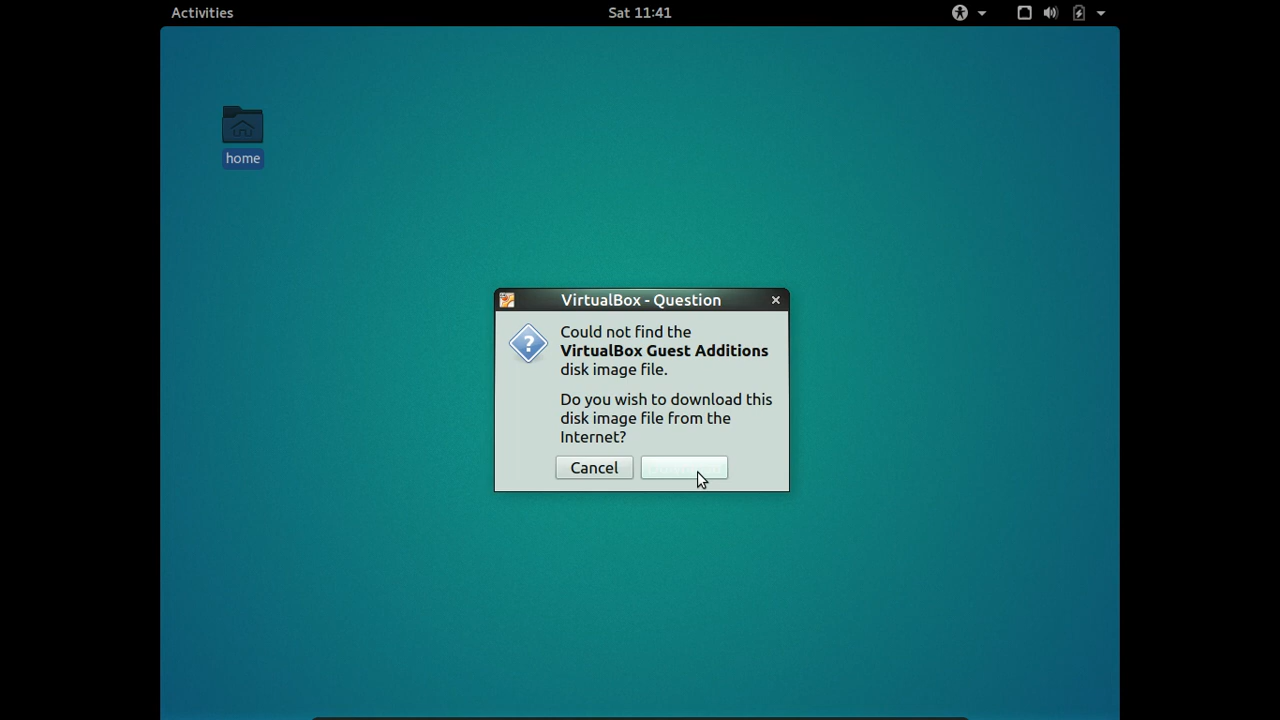 Activities
Sat 11:41
home
VirtualBox - Question
Could not find the
VirtualBox Guest Additions
disk image file.
Do you wish to download this
disk image file from the
Internet?
Cancel